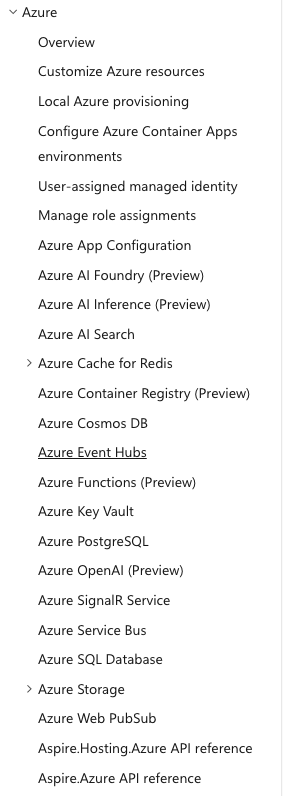 Azure
Overview
Customize Azure resources
Local Azure provisioning
Configure Azure Container Apps
environments
User-assigned managed identity
Manage role assignments
Azure App Configuration
Azure AI Foundry (Preview)
Azure AI Inference (Preview)
Azure AI Search
Azure Cache for Redis
Azure Container Registry (Preview)
Azure Cosmos DB
Azure Event Hubs
Azure Functions (Preview)
Azure Key Vault
Azure PostgreSQL
Azure OpenAI (Preview)
Azure SignalR Service
Azure Service Bus
Azure SQL Database
Azure Storage
Azure Web PubSub
Aspire.Hosting.Azure API reference
Aspire.Azure API reference